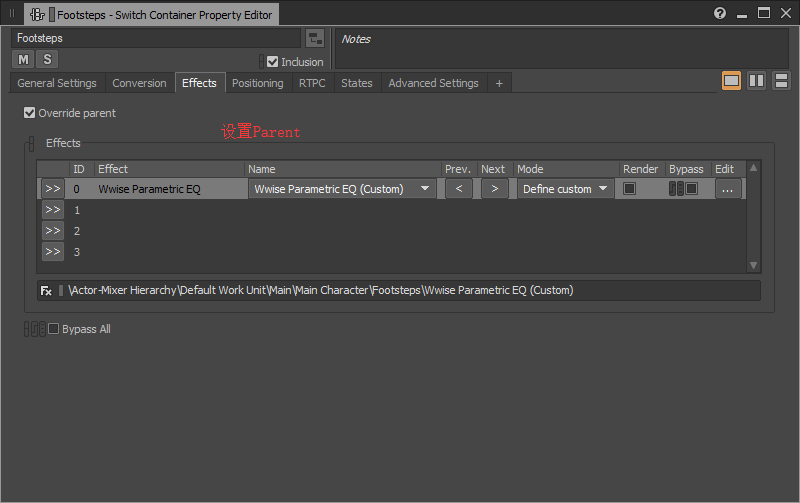 Footsteps - Switch Container Property Editor
Footsteps
Notes
M S
Inclusion
General Settings Conversion Effects Positioning RTPC States Advanced Settings +
Override parent
设置Parent
Effects
ID Effect Name Prev. Next Mode Render Bypass Edit
>> 0 Wwise Parametric EQ Wwise Parametric EQ (Custom) < > Define custom ...
>> 1
>> 2
>> 3
Fx \Actor-Mixer Hierarchy\Default Work Unit\Main\Main Character\Footsteps\Wwise Parametric EQ (Custom)
Bypass All